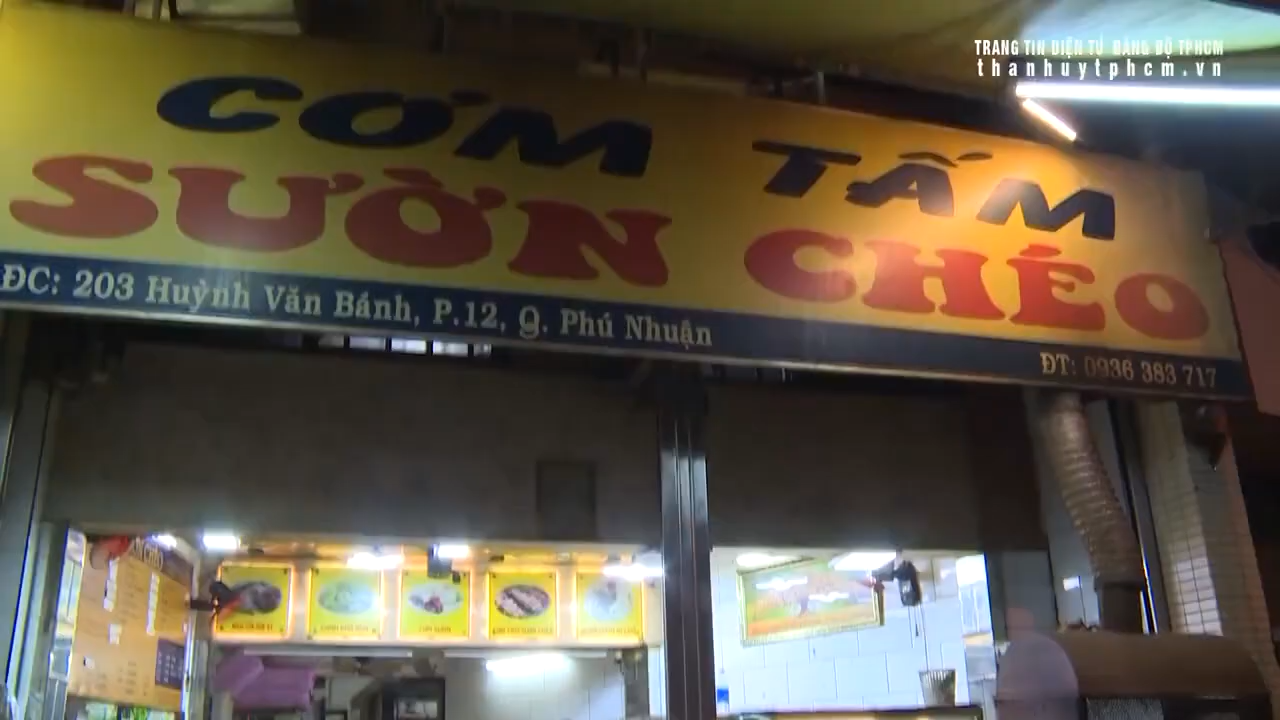 TRANG TIN ĐIỆN TỬ ĐẢNG BỘ TPHCM
thanhuytphcm.vn
CƠM TẤM
SƯỜN CHÉO
ĐC: 203 Huỳnh Văn Bánh, P.12, Q. Phú Nhuận
ĐT: 0936 383 717